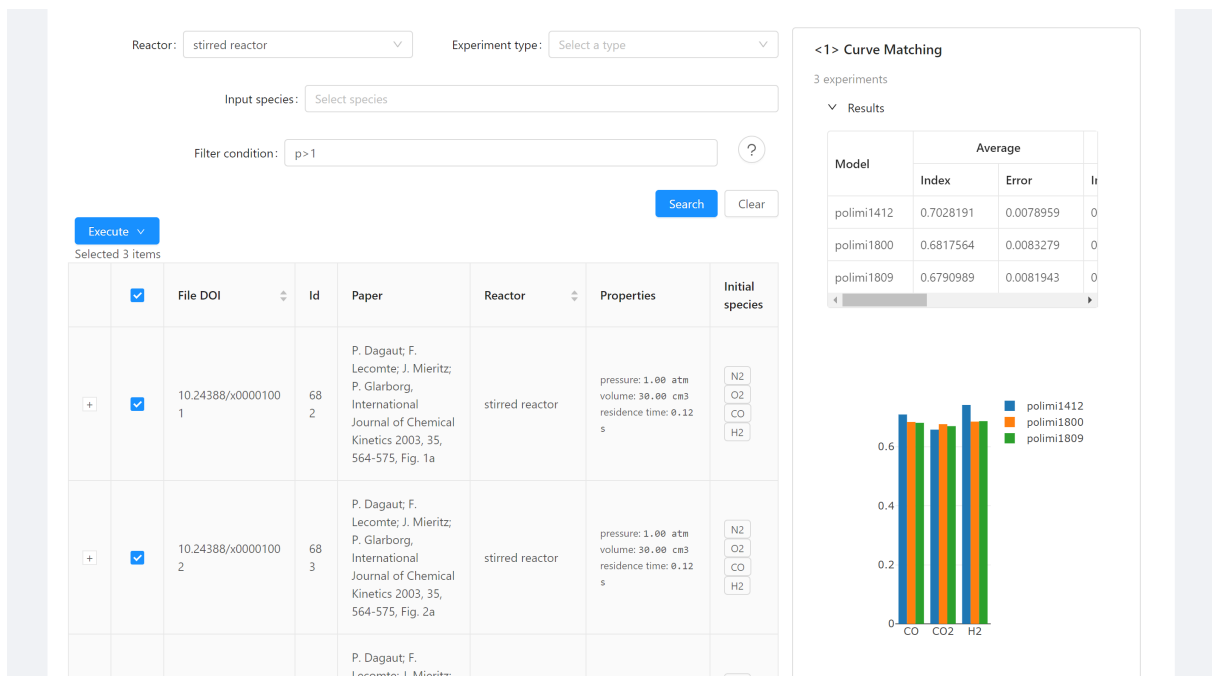 Reactor: stirred reactor
Experiment type: Select a type
Input species: Select species
Filter condition: p>1
?
Search
Clear
Execute
Selected 3 items
File DOI
Id
Paper
Reactor
Properties
Initial
species
+
10.24388/x0000100
1
68
2
P. Dagaut; F.
Lecomte; J. Mieritz;
P. Glarborg,
International
Journal of Chemical
Kinetics 2003, 35,
564-575, Fig. 1a
stirred reactor
pressure: 1.00 atm
volume: 30.00 cm3
residence time: 0.12
s
N2
O2
CO
H2
+
10.24388/x0000100
2
68
3
P. Dagaut; F.
Lecomte; J. Mieritz;
P. Glarborg,
International
Journal of Chemical
Kinetics 2003, 35,
564-575, Fig. 2a
stirred reactor
pressure: 1.00 atm
volume: 30.00 cm3
residence time: 0.12
s
N2
O2
CO
H2
P. Dagaut; F.
Lecomte; J. Mieritz;
<1> Curve Matching
3 experiments
Results
Model
Average
Index
Error
polimi1412 0.7028191 0.0078959 0
polimi1800 0.6817564 0.0083279 0
polimi1809 0.6790989 0.0081943 0
polimi1412
polimi1800
polimi1809
0.6
0.4
0.2
0
CO CO2 H2